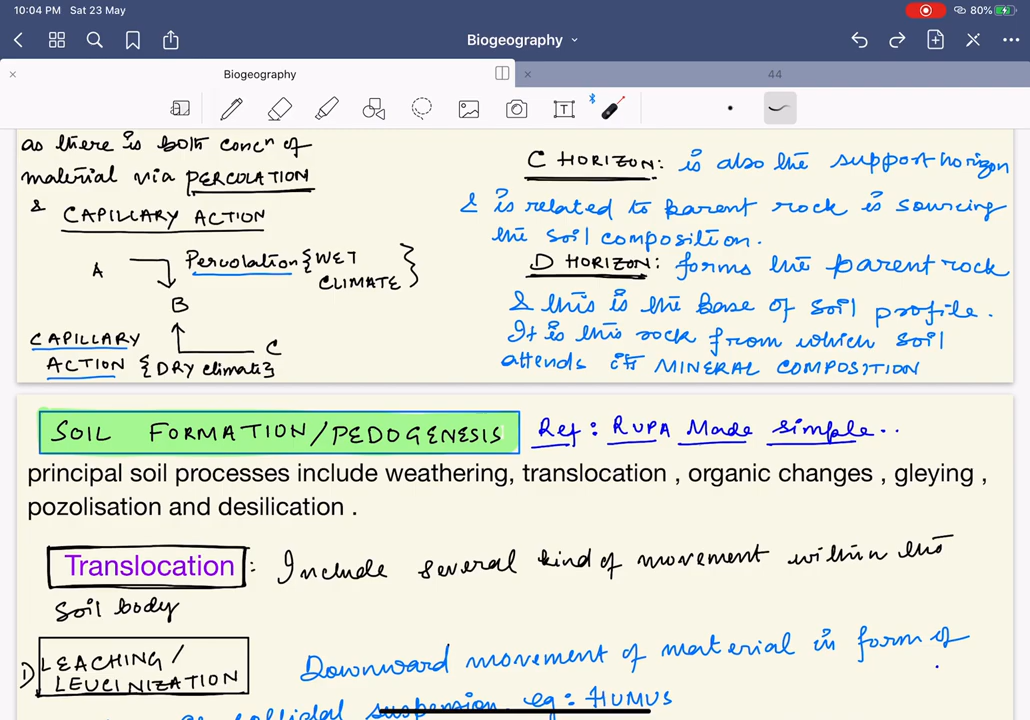 10:04 PM Sat 23 May
80%
Biogeography
Biogeography
44
as there is both concn of
material via PERCOLATION
& CAPILLARY ACTION
A Percolation {WET
CLIMATE}
B
CAPILLARY
ACTION {DRY climate} C
C HORIZON: is also the support horizon
& is related to parent rock is sourcing
the soil composition.
D HORIZON: forms the parent rock
& this is the base of soil profile.
It is this rock from which soil
attends its MINERAL COMPOSITION
SOIL FORMATION/PEDOGENESIS Ref: RUPA Made Simple..
principal soil processes include weathering, translocation , organic changes , gleying ,
pozolisation and desilication .
Translocation : Include several kind of movement within the
soil body
LEACHING /
LEUCINIZATION
Downward movement of material in form of
collidal suspension eg: HUMUS